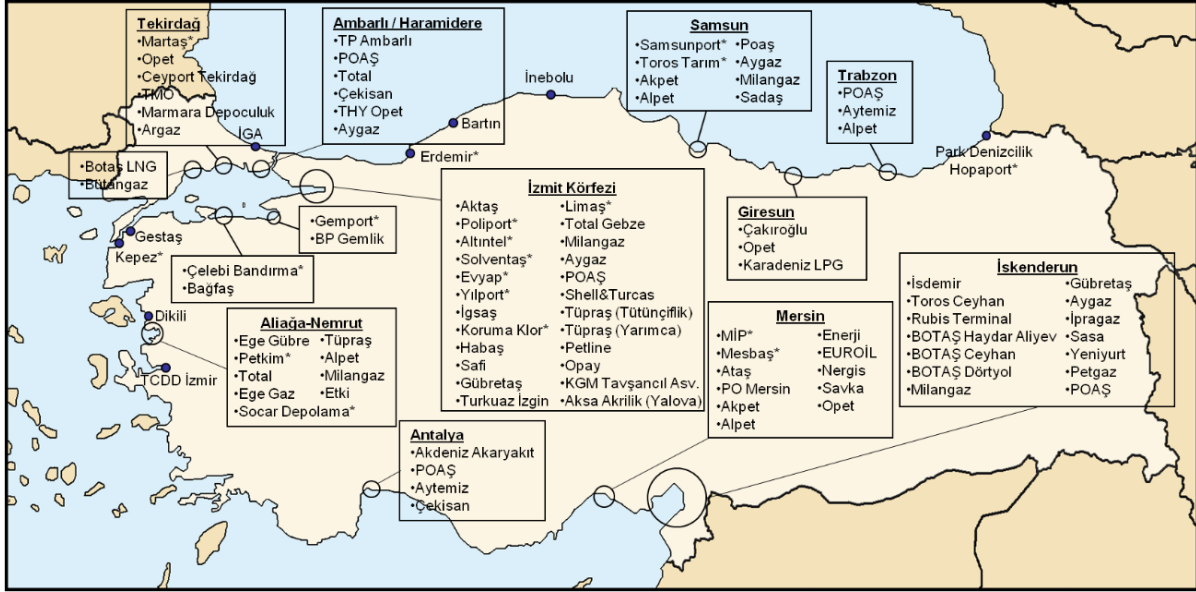 Tekirdağ
•Martaş*
•Opet
•Ceyport Tekirdağ
•TMO
•Marmara Depoculuk
•Argaz
Ambarlı / Haramidere
•TP Ambarlı
•POAŞ
•Total
•Çekisan
•THY Opet
•Aygaz
Samsun
•Samsunport*
•Toros Tarım*
•Akpet
•Alpet
•Poaş
•Aygaz
•Milangaz
•Sadaş
Trabzon
•POAŞ
•Aytemiz
•Alpet
İnebolu
Bartın
Erdemir*
İGA
Park Denizcilik
Hopaport*
•Botaş LNG
•Bütangaz
•Gemport*
•BP Gemlik
Gestaş
Kepez*
•Çelebi Bandırma*
•Bağfaş
İzmit Körfezi
•Aktaş
•Poliport*
•Altıntel*
•Solventaş*
•Evyap*
•Yılport*
•İgsaş
•Koruma Klor*
•Habaş
•Safi
•Gübretaş
•Turkuaz İzgin
•Limaş*
•Total Gebze
•Milangaz
•Aygaz
•POAŞ
•Shell&Turcas
•Tüpraş (Tütünçiflik)
•Tüpraş (Yarımca)
•Petline
•Opay
•KGM Tavşancıl Asv.
•Aksa Akrilik (Yalova)
Giresun
•Çakıroğlu
•Opet
•Karadeniz LPG
İskenderun
•İsdemir
•Toros Ceyhan
•Rubis Terminal
•BOTAŞ Haydar Aliyev
•BOTAŞ Ceyhan
•BOTAŞ Dörtyol
•Milangaz
•Gübretaş
•Aygaz
•İpragaz
•Sasa
•Yeniyurt
•Petgaz
•POAŞ
Dikili
TCDD İzmir
Aliağa-Nemrut
•Ege Gübre
•Petkim*
•Total
•Ege Gaz
•Socar Depolama*
•Tüpraş
•Alpet
•Milangaz
•Etki
Mersin
•MİP*
•Mesbaş*
•Ataş
•PO Mersin
•Akpet
•Alpet
•Enerji
•EUROİL
•Nergis
•Savka
•Opet
Antalya
•Akdeniz Akaryakıt
•POAŞ
•Aytemiz
•Çekisan